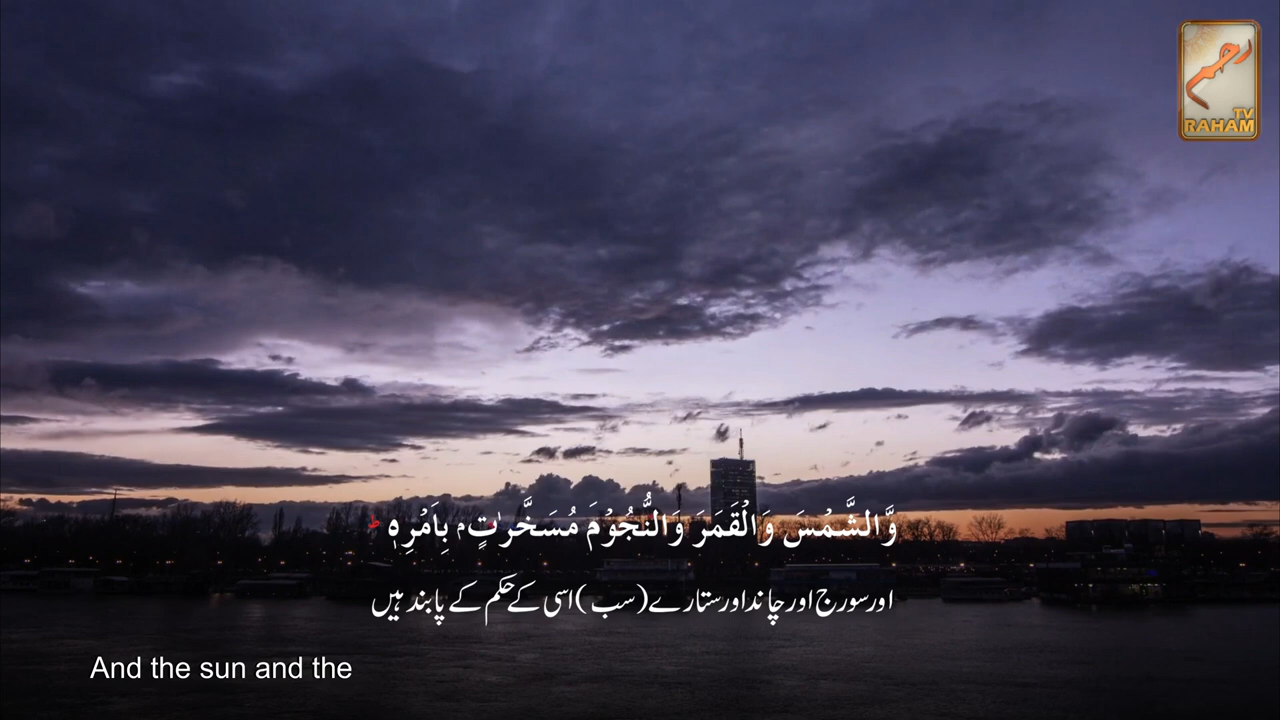 رحم
TV
RAHAM
وَّالشَّمْسَ وَالْقَمَرَ وَالنُّجُوْمَ مُسَخَّرٰتٍۭ بِاَمْرِهٖ ؕ
اور سورج اور چاند اور ستارے (سب) اسی کے حکم کے پابند ہیں
And the sun and the